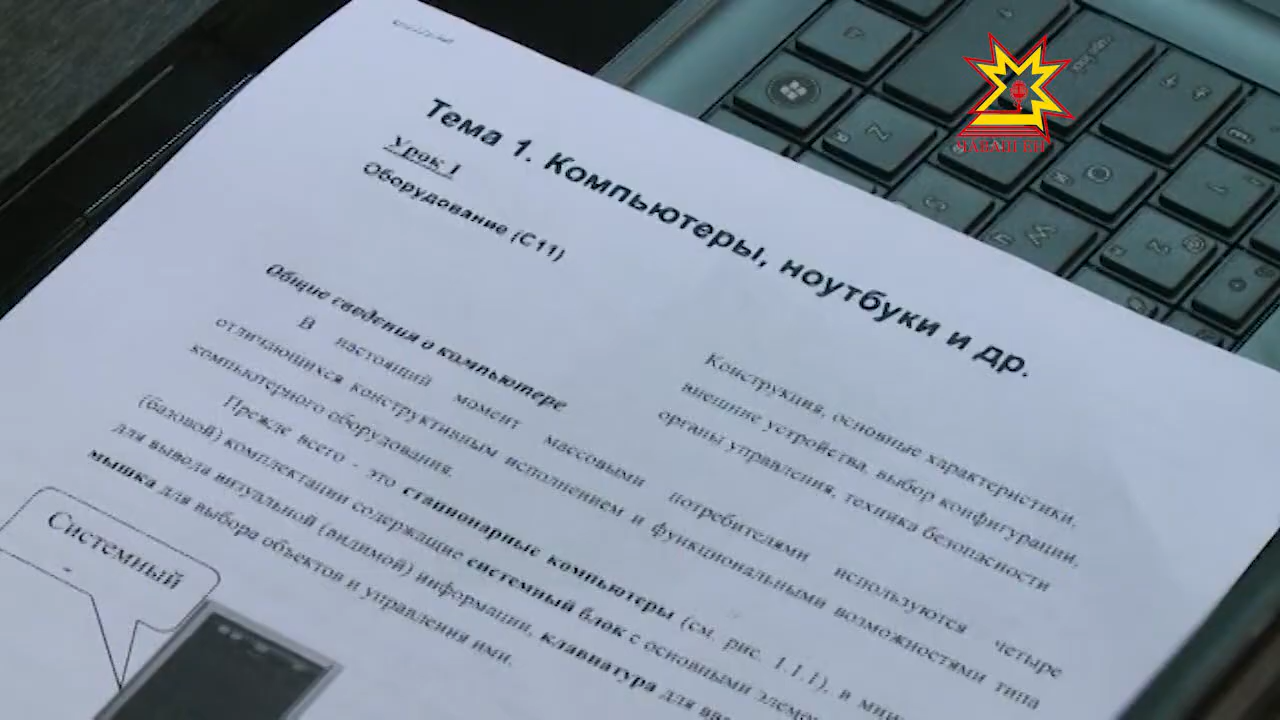 ЧӐВАШ ЕН
Тема 1. Компьютеры, ноутбуки и др.
Урок 1
Оборудование (С11)
Конструкция, основные характеристики,
внешние устройства, выбор конфигурации,
органы управления, техника безопасности
Общие сведения о компьютере
В настоящий момент массовыми потребителями используются четыре
отличающихся конструктивным исполнением и функциональными возможностями типа
компьютерного оборудования.
Прежде всего - это стационарные компьютеры (см. рис. 1.1.1), в
(базовой) комплектации содержащие системный блок с основными
для вывода визуальной (видимой) информации, клавиатура для
мышка для выбора объектов и управления ими.
Системный